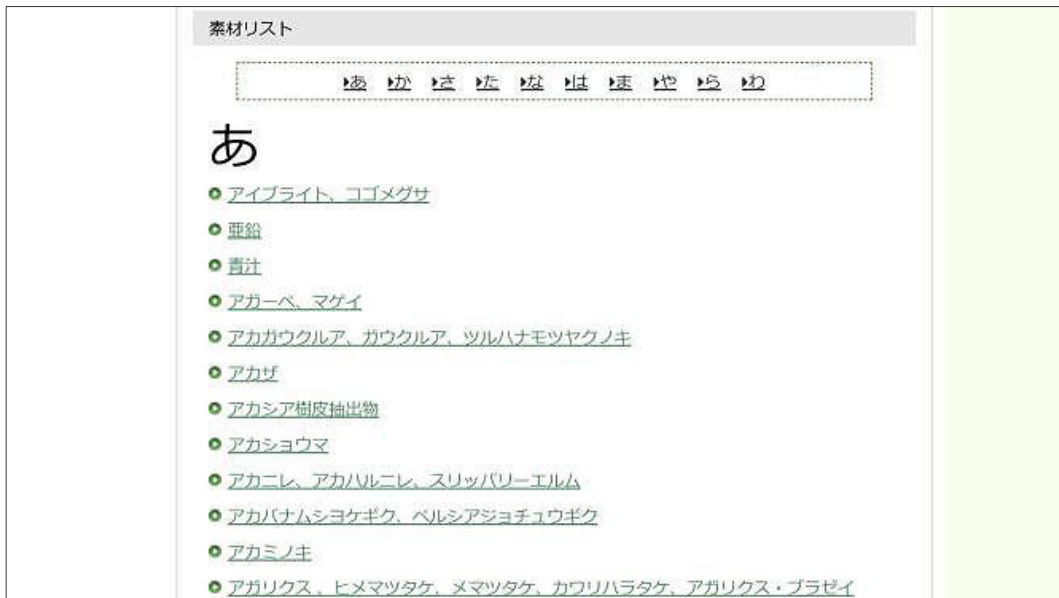 素材リスト
あ か さ た な は ま や ら わ
あ
アイブライト、コゴメグサ
亜鉛
青汁
アガーベ、マゲイ
アカガウクルア、ガウクルア、ツルハナモツヤクノキ
アカザ
アカシア樹皮抽出物
アカショウマ
アカニレ、アカハルニレ、スリッパリーエルム
アカバナムシヨケギク、ペルシアジョチュウギク
アカミノキ
アガリクス、ヒメマツタケ、メマツタケ、カワリハラタケ、アガリクス・ブラゼイ